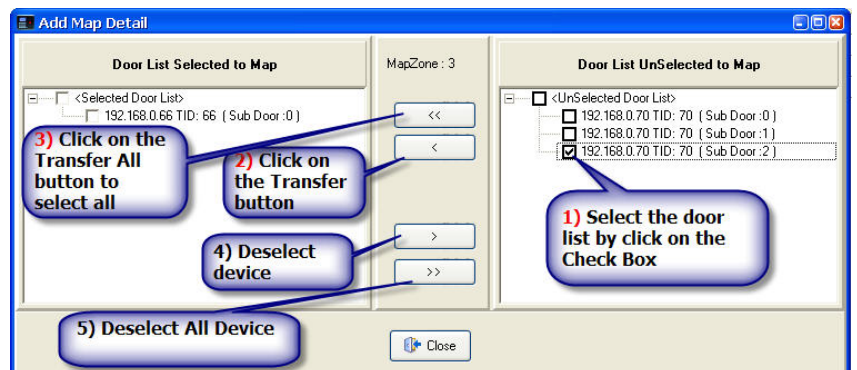 Add Map Detail
Door List Selected to Map
MapZone : 3
Door List UnSelected to Map
<Selected Door List>
192.168.0.66 TID: 66 ( Sub Door :0 )
<<
<
>
>>
<UnSelected Door List>
192.168.0.70 TID: 70 ( Sub Door :0 )
192.168.0.70 TID: 70 ( Sub Door :1 )
192.168.0.70 TID: 70 ( Sub Door :2 )
3) Click on the
Transfer All
button to
select all
2) Click on
the Transfer
button
1) Select the door
list by click on the
Check Box
4) Deselect
device
5) Deselect All Device
Close